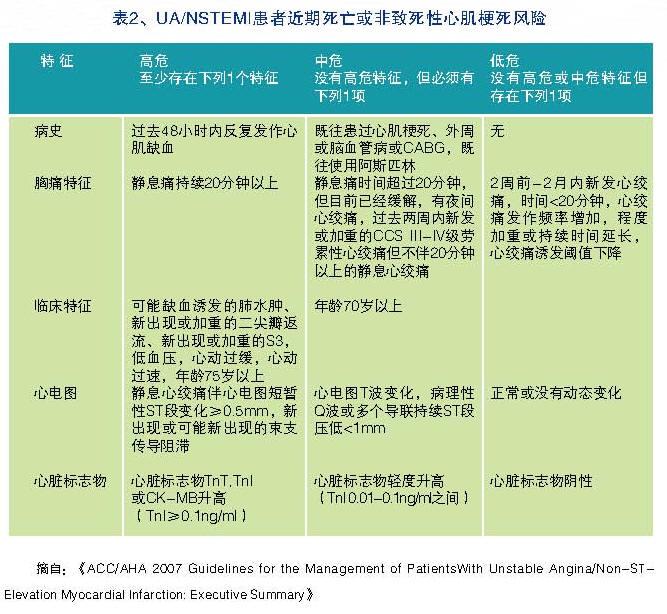 表2、UA/NSTEMI患者近期死亡或非致死性心肌梗死风险
特 征
高危
至少存在下列1个特征
中危
没有高危特征，但必须有
下列1项
低危
没有高危或中危特征但
存在下列1项
病史
过去48小时内反复发作心
肌缺血
既往患过心肌梗死、外周
或脑血管病或CABG，既
往使用阿斯匹林
无
胸痛特征
静息痛持续20分钟以上
静息痛时间超过20分钟，
但目前已经缓解，有夜间
心绞痛，过去两周内新发
或加重的CCS III-IV级劳
累性心绞痛但不伴20分钟
以上的静息心绞痛
2周前-2月内新发心绞
痛，时间<20分钟，心绞
痛发作频率增加，程度
加重或持续时间延长，
心绞痛诱发阈值下降
临床特征
可能缺血诱发的肺水肿、
新出现或加重的二尖瓣返
流、新出现或加重的S3，
低血压，心动过缓，心动
过速，年龄75岁以上
年龄70岁以上
心电图
静息心绞痛伴心电图短暂
性ST段变化≥0.5mm，新
出现或可能新出现的束支
传导阻滞
心电图T波变化，病理性
Q波或多个导联持续ST段
压低<1mm
正常或没有动态变化
心脏标志物
心脏标志物TnT,TnI
或CK-MB升高
（TnI≥0.1ng/ml）
心脏标志物轻度升高
（TnI 0.01-0.1ng/ml之间）
心脏标志物阴性
摘自：《ACC/AHA 2007 Guidelines for the Management of PatientsWith Unstable Angina/Non-ST-
Elevation Myocardial Infarction: Executive Summary》